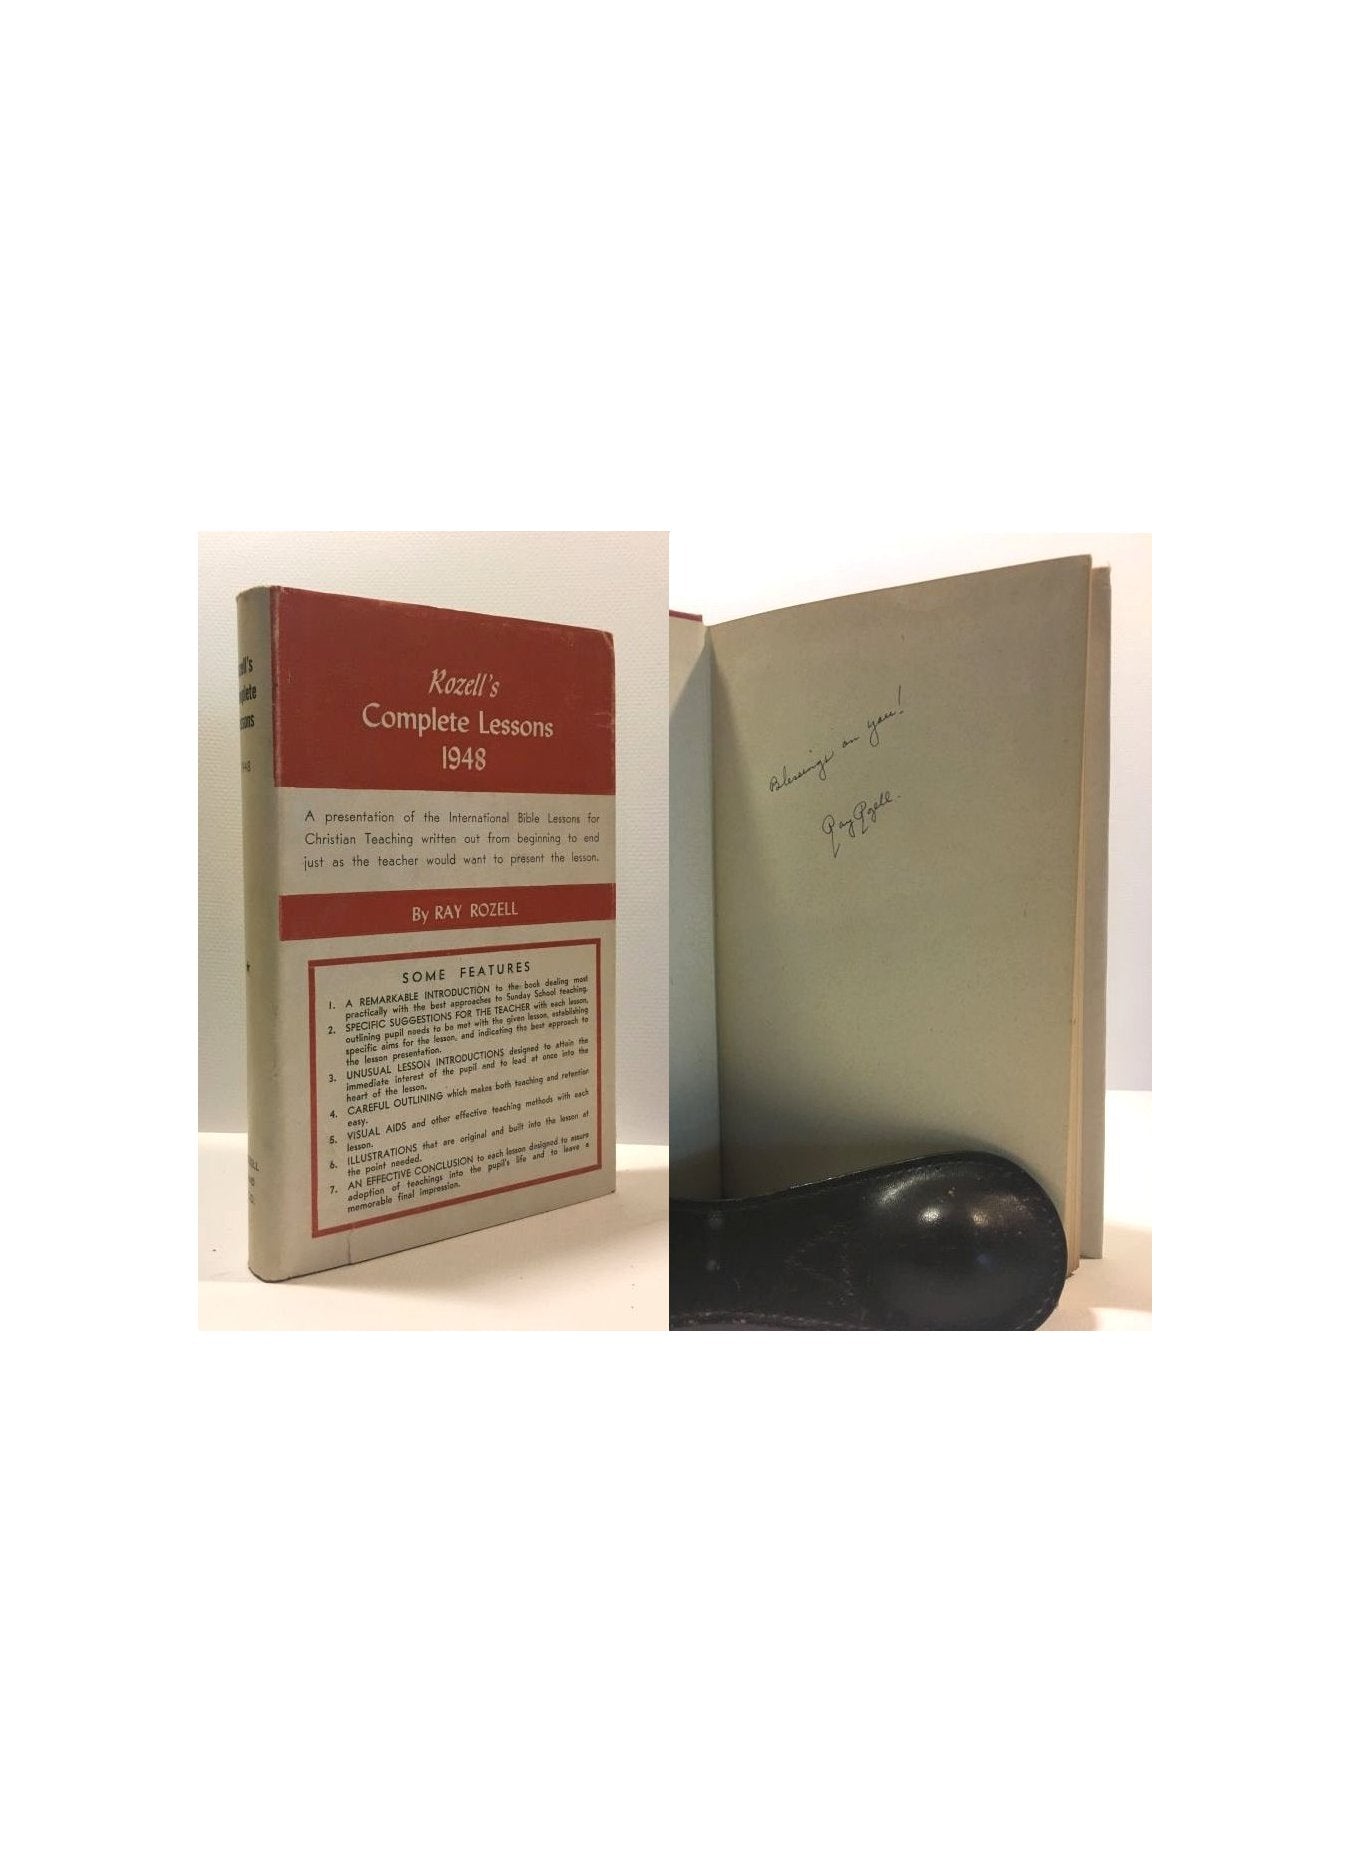 Rozell's
Complete Lessons
1948
A presentation of the International Bible Lessons for
Christian Teaching written out from beginning to end
just as the teacher would want to present the lesson.
By RAY ROZELL
SOME FEATURES
1. A REMARKABLE INTRODUCTION to the book dealing most
practically with the best approaches to Sunday School teaching.
2. SPECIFIC SUGGESTIONS FOR THE TEACHER with each lesson,
outlining pupil needs to be met with the given lesson, establishing
specific aims for the lesson, and indicating the best approach to
the lesson presentation.
3. UNUSUAL LESSON INTRODUCTIONS designed to attain the
immediate interest of the pupil and to lead at once into the
heart of the lesson.
4. CAREFUL OUTLINING which makes both teaching and retention
easy.
5. VISUAL AIDS and other effective teaching methods with each
lesson.
6. ILLUSTRATIONS that are original and built into the lesson at
the point needed.
7. AN EFFECTIVE CONCLUSION to each lesson designed to assure
adoption of teachings into the pupil's life and to leave a
memorable final impression.
Blessings on you!
Ray Rozell.